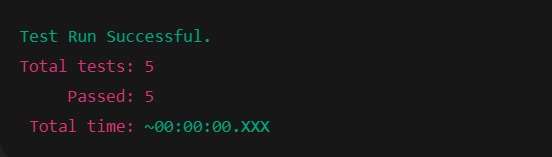 Test Run Successful.
Total tests: 5
Passed: 5
Total time: ~00:00:00.XXX